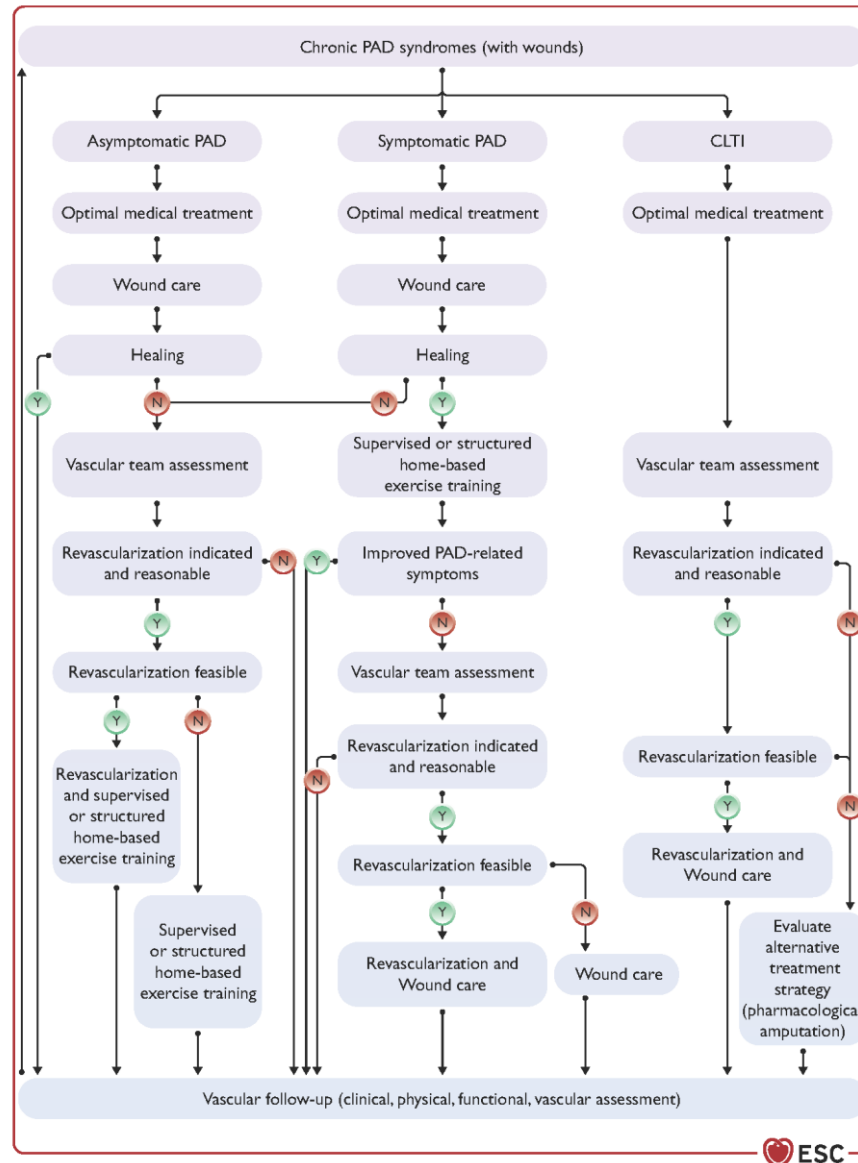 Chronic PAD syndromes (with wounds)
Asymptomatic PAD
Symptomatic PAD
CLTI
Optimal medical treatment
Optimal medical treatment
Optimal medical treatment
Wound care
Wound care
Healing
Healing
Y
N
N
Y
Vascular team assessment
Supervised or structured
home-based
exercise training
Vascular team assessment
Revascularization indicated
and reasonable
N
Y
Improved PAD-related
symptoms
Revascularization indicated
and reasonable
Y
N
Y
N
Revascularization feasible
Vascular team assessment
Y
N
Revascularization indicated
and reasonable
N
Revascularization feasible
Revascularization
and supervised
or structured
home-based
exercise training
Y
Y
N
Revascularization feasible
Revascularization and
Wound care
Y
N
Supervised
or structured
home-based
exercise training
Revascularization and
Wound care
Wound care
Evaluate
alternative
treatment
strategy
(pharmacological
amputation)
Vascular follow-up (clinical, physical, functional, vascular assessment)
ESC